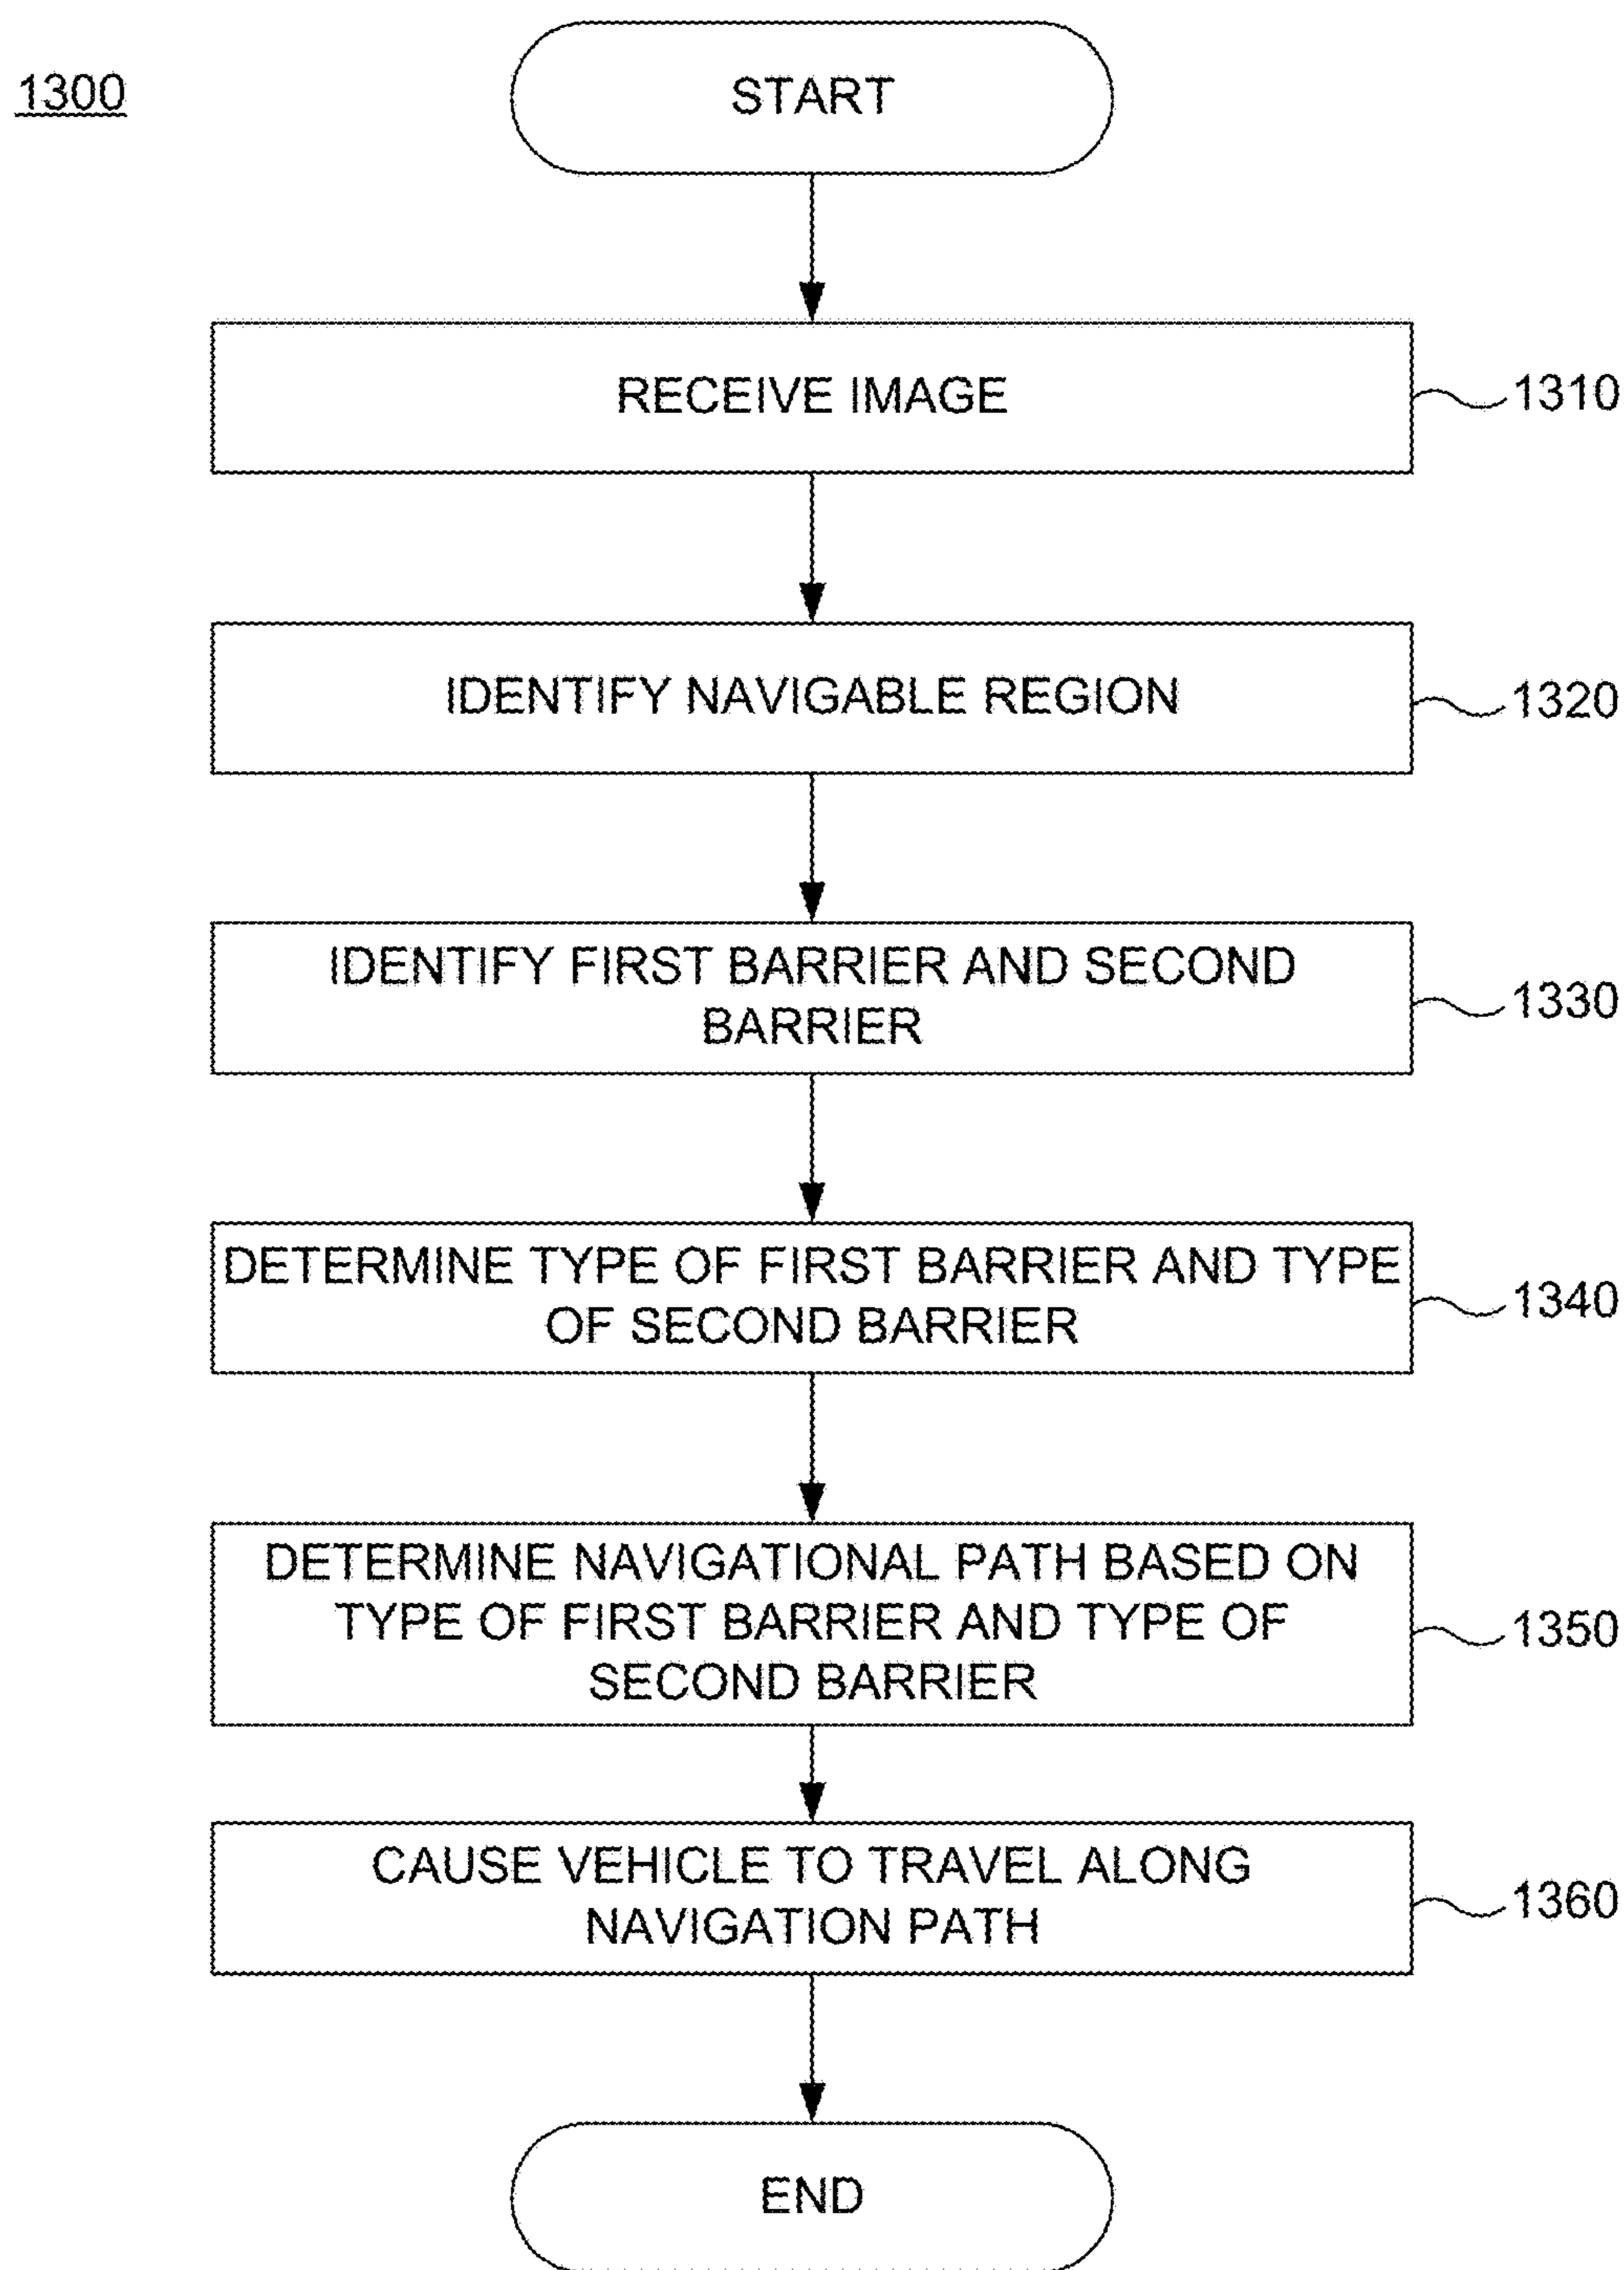 1300
START
RECEIVE IMAGE
1310
IDENTIFY NAVIGABLE REGION
1320
IDENTIFY FIRST BARRIER AND SECOND
BARRIER
1330
DETERMINE TYPE OF FIRST BARRIER AND TYPE
OF SECOND BARRIER
1340
DETERMINE NAVIGATIONAL PATH BASED ON
TYPE OF FIRST BARRIER AND TYPE OF
SECOND BARRIER
1350
CAUSE VEHICLE TO TRAVEL ALONG
NAVIGATION PATH
1360
END